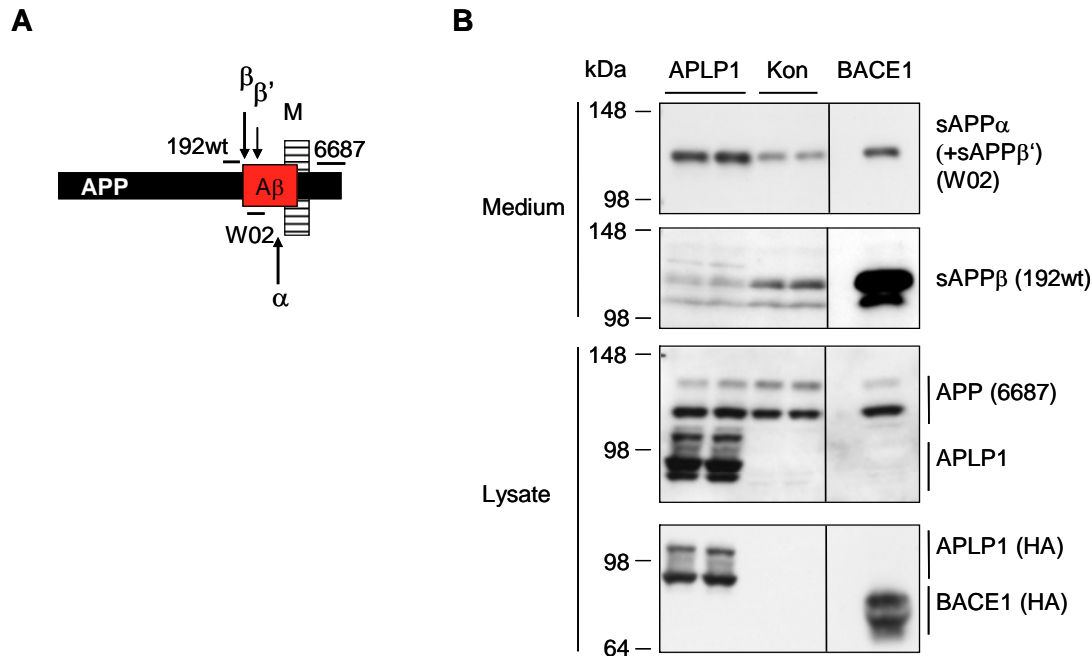 A
β
β'
M
192wt
6687
APP
Aβ
W02
α
B
kDa
APLP1
Kon
BACE1
Medium
148
98
sAPPα
(+sAPPβ‘)
(W02)
148
98
sAPPβ (192wt)
Lysate
148
98
APP (6687)
APLP1
98
64
APLP1 (HA)
BACE1 (HA)